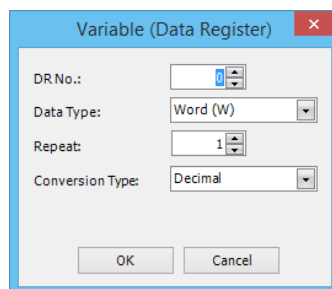 Variable (Data Register)
DR No.: 0
Data Type: Word (W)
Repeat: 1
Conversion Type: Decimal
OK Cancel